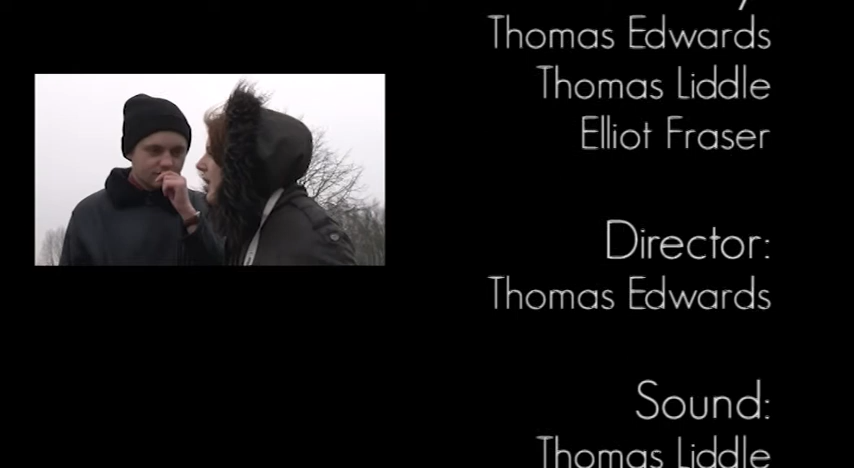 Thomas Edwards
Thomas Liddle
Elliot Fraser
Director:
Thomas Edwards
Sound:
Thomas Liddle